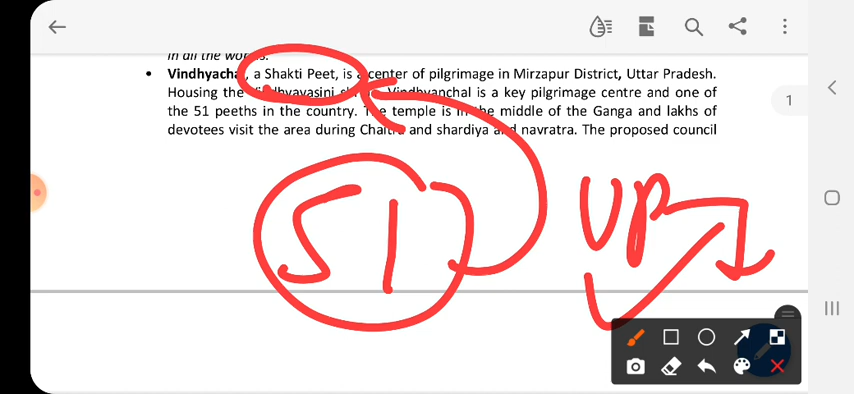 in all the
Vindhyachal, a Shakti Peet, is a center of pilgrimage in Mirzapur District, Uttar Pradesh.
Housing the Vindhyavasini Vindhyanchal is a key pilgrimage centre and one of
the 51 peeths in the country. The temple is in the middle of the Ganga and lakhs of
devotees visit the area during Chaitra and shardiya and navratra. The proposed council
1
51
UP